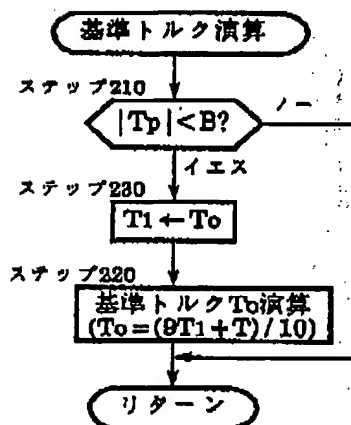 基準トルク演算
ステップ210
|Tp|<B?
ノー
イエス
ステップ230
T1←To
ステップ220
基準トルクTo演算
(To=(9T1+T)/10)
リターン